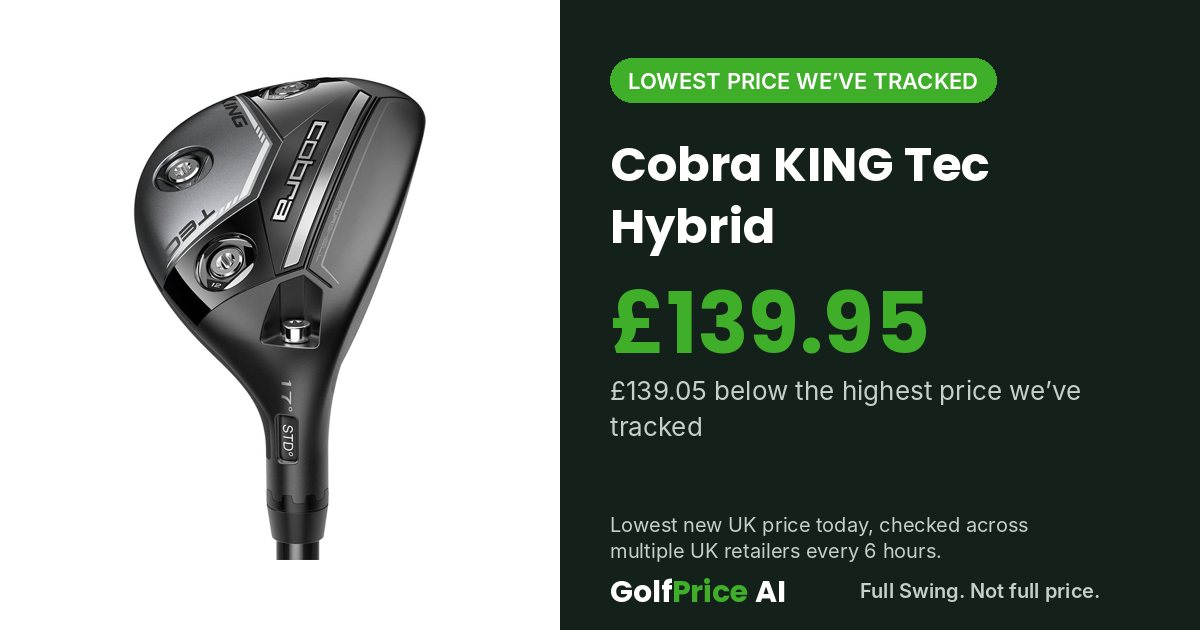 KING
cobra
TEC
12
17°
STD°
LOWEST PRICE WE’VE TRACKED
Cobra KING Tec
Hybrid
£139.95
£139.05 below the highest price we’ve
tracked
Lowest new UK price today, checked across
multiple UK retailers every 6 hours.
GolfPrice AI
Full Swing. Not full price.